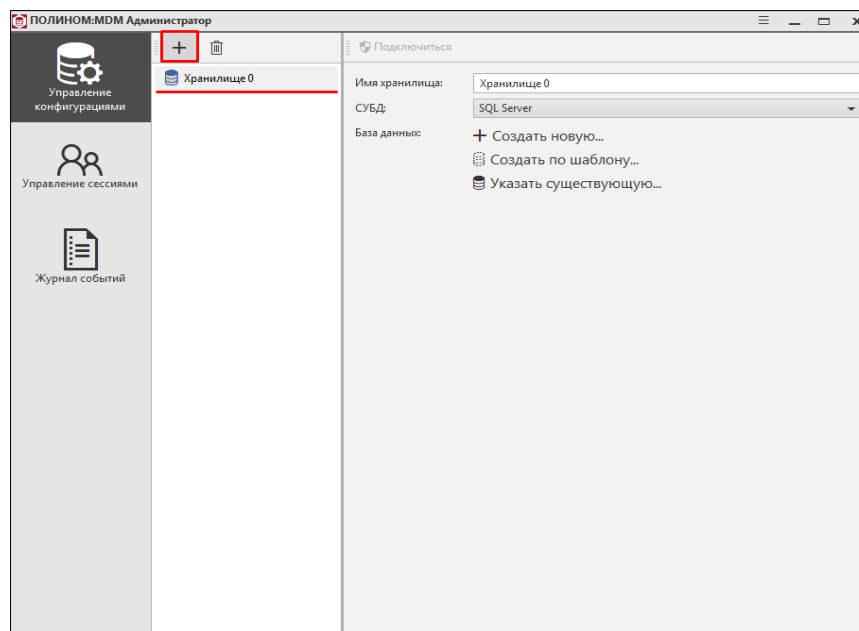 ПОЛИНОМ:MDM Администратор
Управление
конфигурациями
Управление сессиями
Журнал событий
Хранилище 0
Подключиться
Имя хранилища:
Хранилище 0
СУБД:
SQL Server
База данных:
Создать новую...
Создать по шаблону...
Указать существующую...